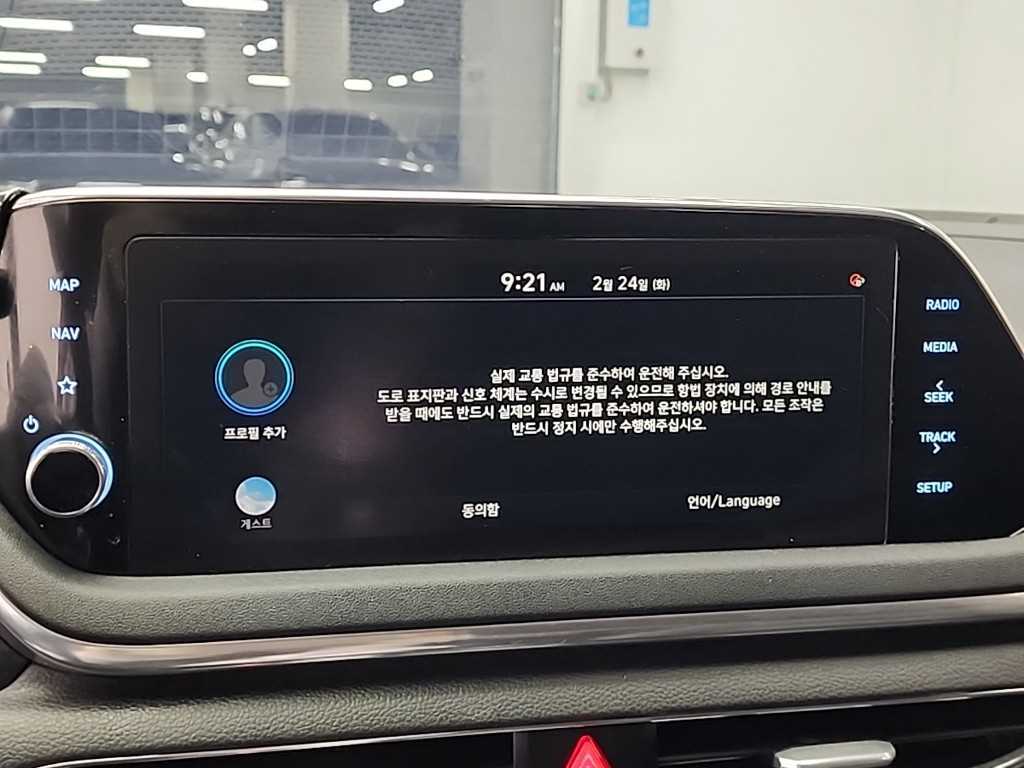 9:21 AM 2월 24일 (화)
MAP
NAV
프로필 추가
게스트
실제 교통 법규를 준수하여 운전해 주십시오.
도로 표지판과 신호 체계는 수시로 변경될 수 있으므로 항법 장치에 의해 경로 안내를
받을 때에도 반드시 실제의 교통 법규를 준수하여 운전하셔야 합니다. 모든 조작은
반드시 정지 시에만 수행해주십시오.
동의함
언어/Language
RADIO
MEDIA
SEEK
TRACK
SETUP